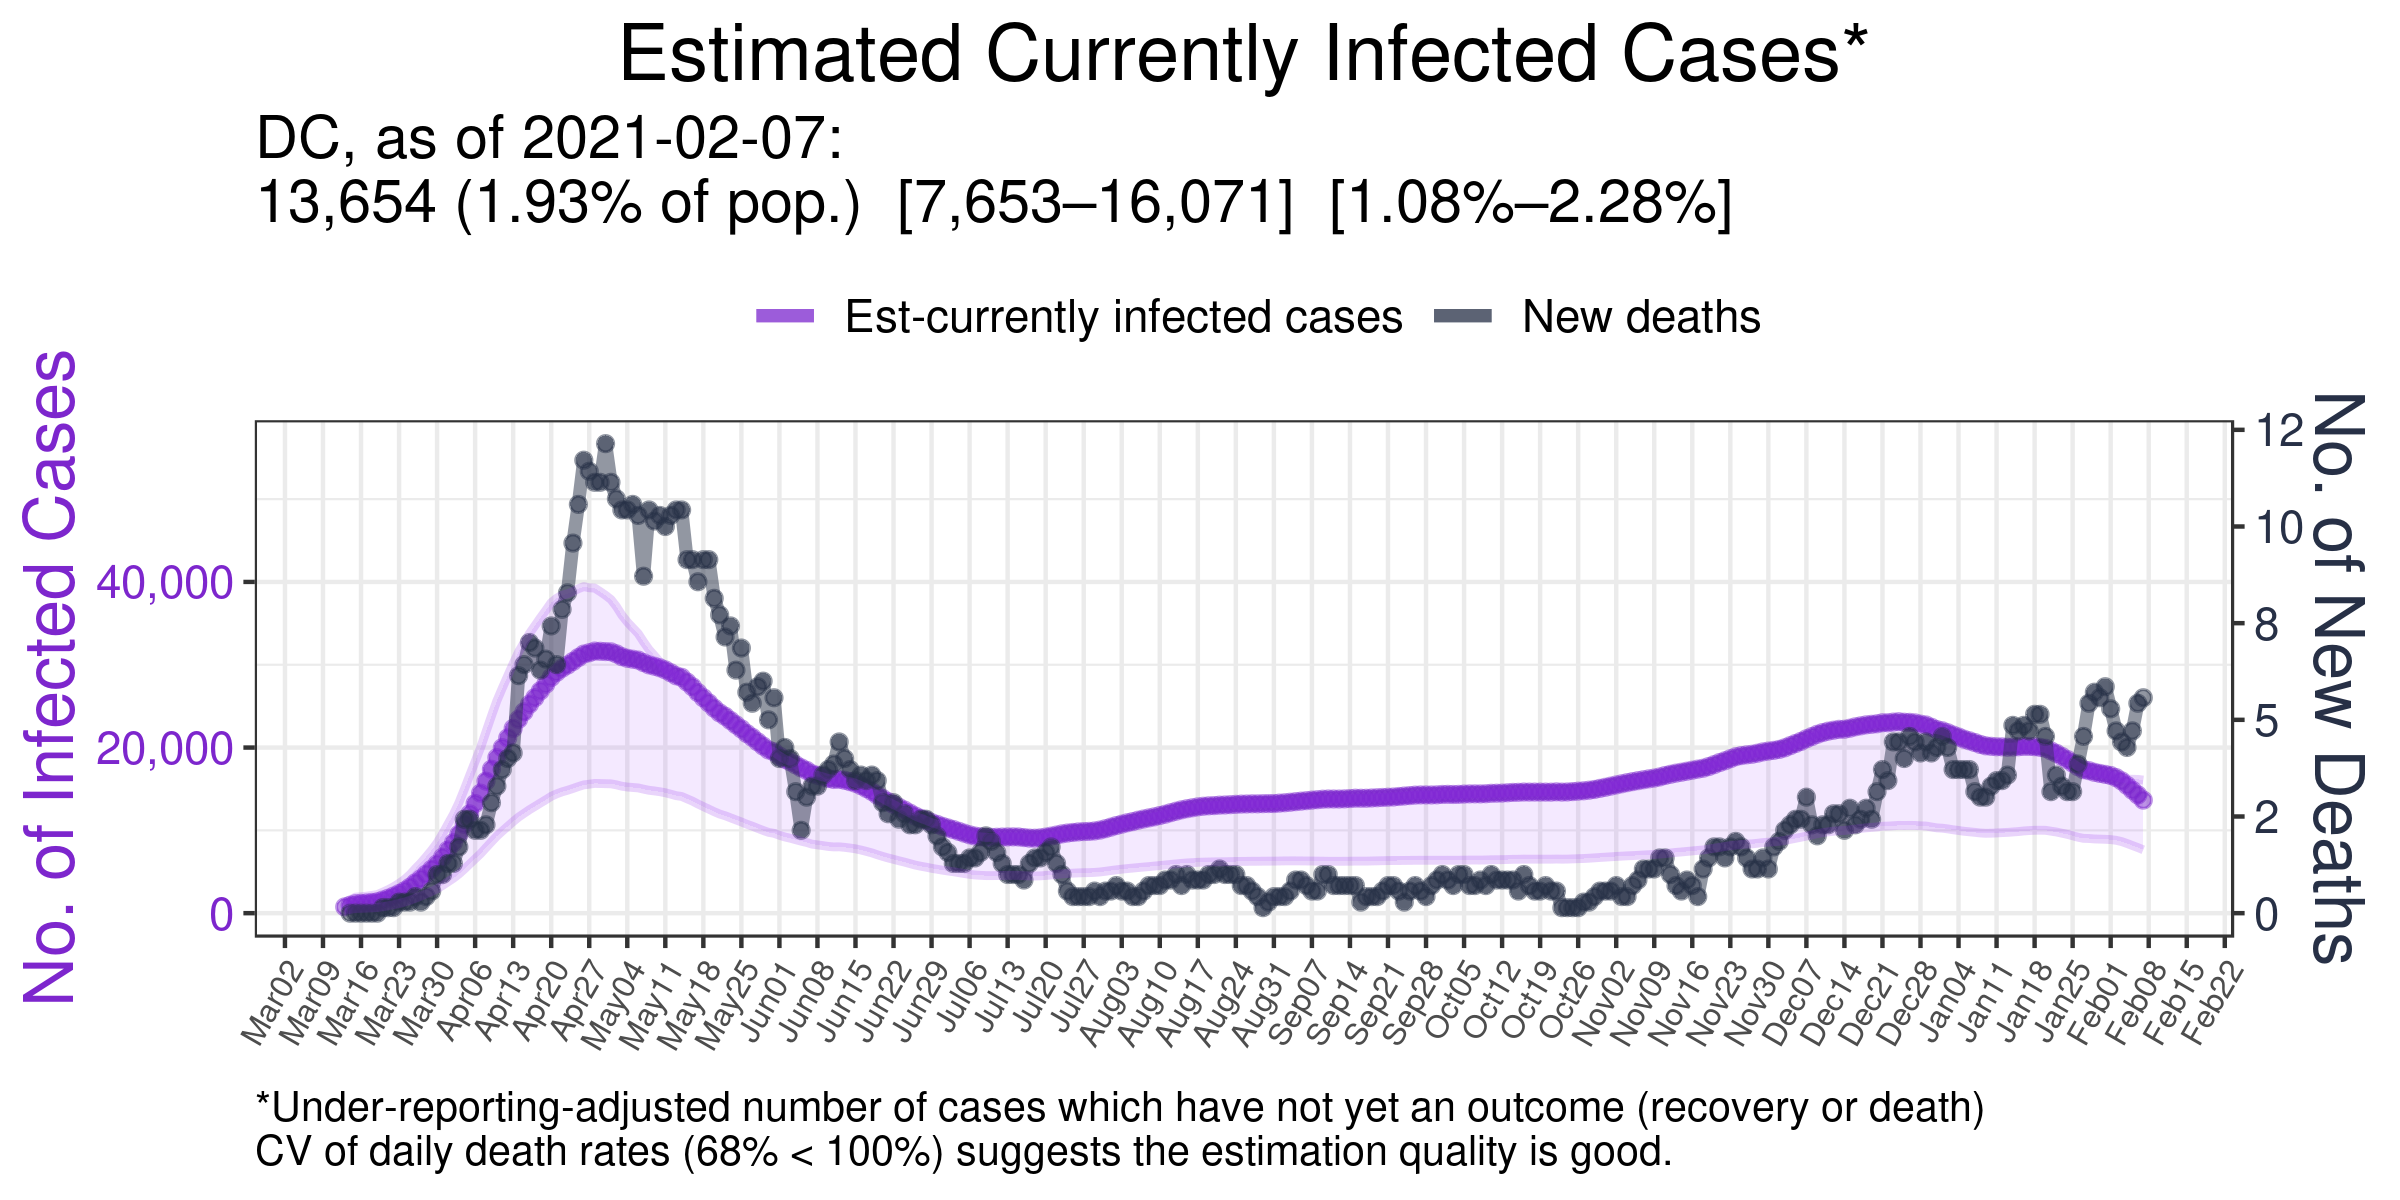 Estimated Currently Infected Cases*
DC, as of 2021-02-07:
13,654 (1.93% of pop.) [7,653–16,071] [1.08%–2.28%]
Est-currently infected cases
New deaths
No. of Infected Cases
40,000
20,000
0
12
10
8
5
2
0
No. of New Deaths
Mar02
Mar09
Mar16
Mar23
Mar30
Apr06
Apr13
Apr20
Apr27
May04
May11
May18
May25
Jun01
Jun08
Jun15
Jun22
Jun29
Jul06
Jul13
Jul20
Jul27
Aug03
Aug10
Aug17
Aug24
Aug31
Sep07
Sep14
Sep21
Sep28
Oct05
Oct12
Oct19
Oct26
Nov02
Nov09
Nov16
Nov23
Nov30
Dec07
Dec14
Dec21
Dec28
Jan04
Jan11
Jan18
Jan25
Feb01
Feb08
Feb15
Feb22
*Under-reporting-adjusted number of cases which have not yet an outcome (recovery or death)
CV of daily death rates (68% < 100%) suggests the estimation quality is good.